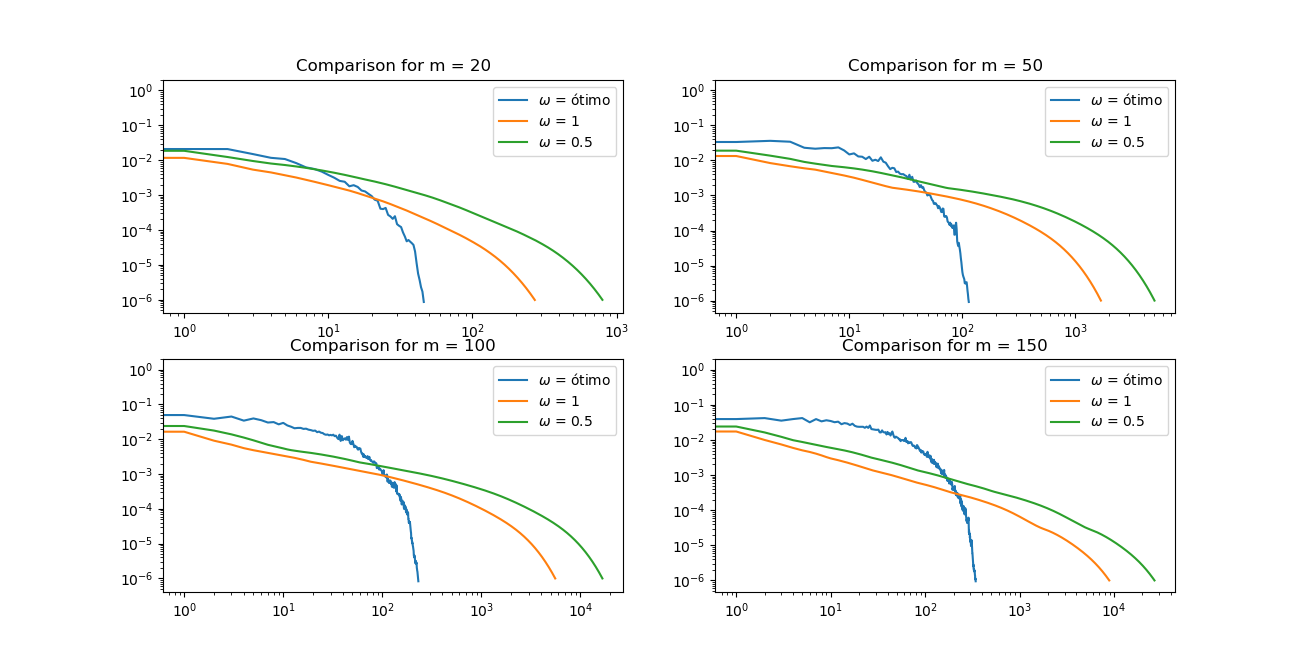 Comparison for m = 20
10⁰
10⁻¹
10⁻²
10⁻³
10⁻⁴
10⁻⁵
10⁻⁶
10⁰
10¹
10²
10³
ω = ótimo
ω = 1
ω = 0.5
Comparison for m = 50
10⁰
10⁻¹
10⁻²
10⁻³
10⁻⁴
10⁻⁵
10⁻⁶
10⁰
10¹
10²
10³
ω = ótimo
ω = 1
ω = 0.5
Comparison for m = 100
10⁰
10⁻¹
10⁻²
10⁻³
10⁻⁴
10⁻⁵
10⁻⁶
10⁰
10¹
10²
10³
10⁴
ω = ótimo
ω = 1
ω = 0.5
Comparison for m = 150
10⁰
10⁻¹
10⁻²
10⁻³
10⁻⁴
10⁻⁵
10⁻⁶
10⁰
10¹
10²
10³
10⁴
ω = ótimo
ω = 1
ω = 0.5